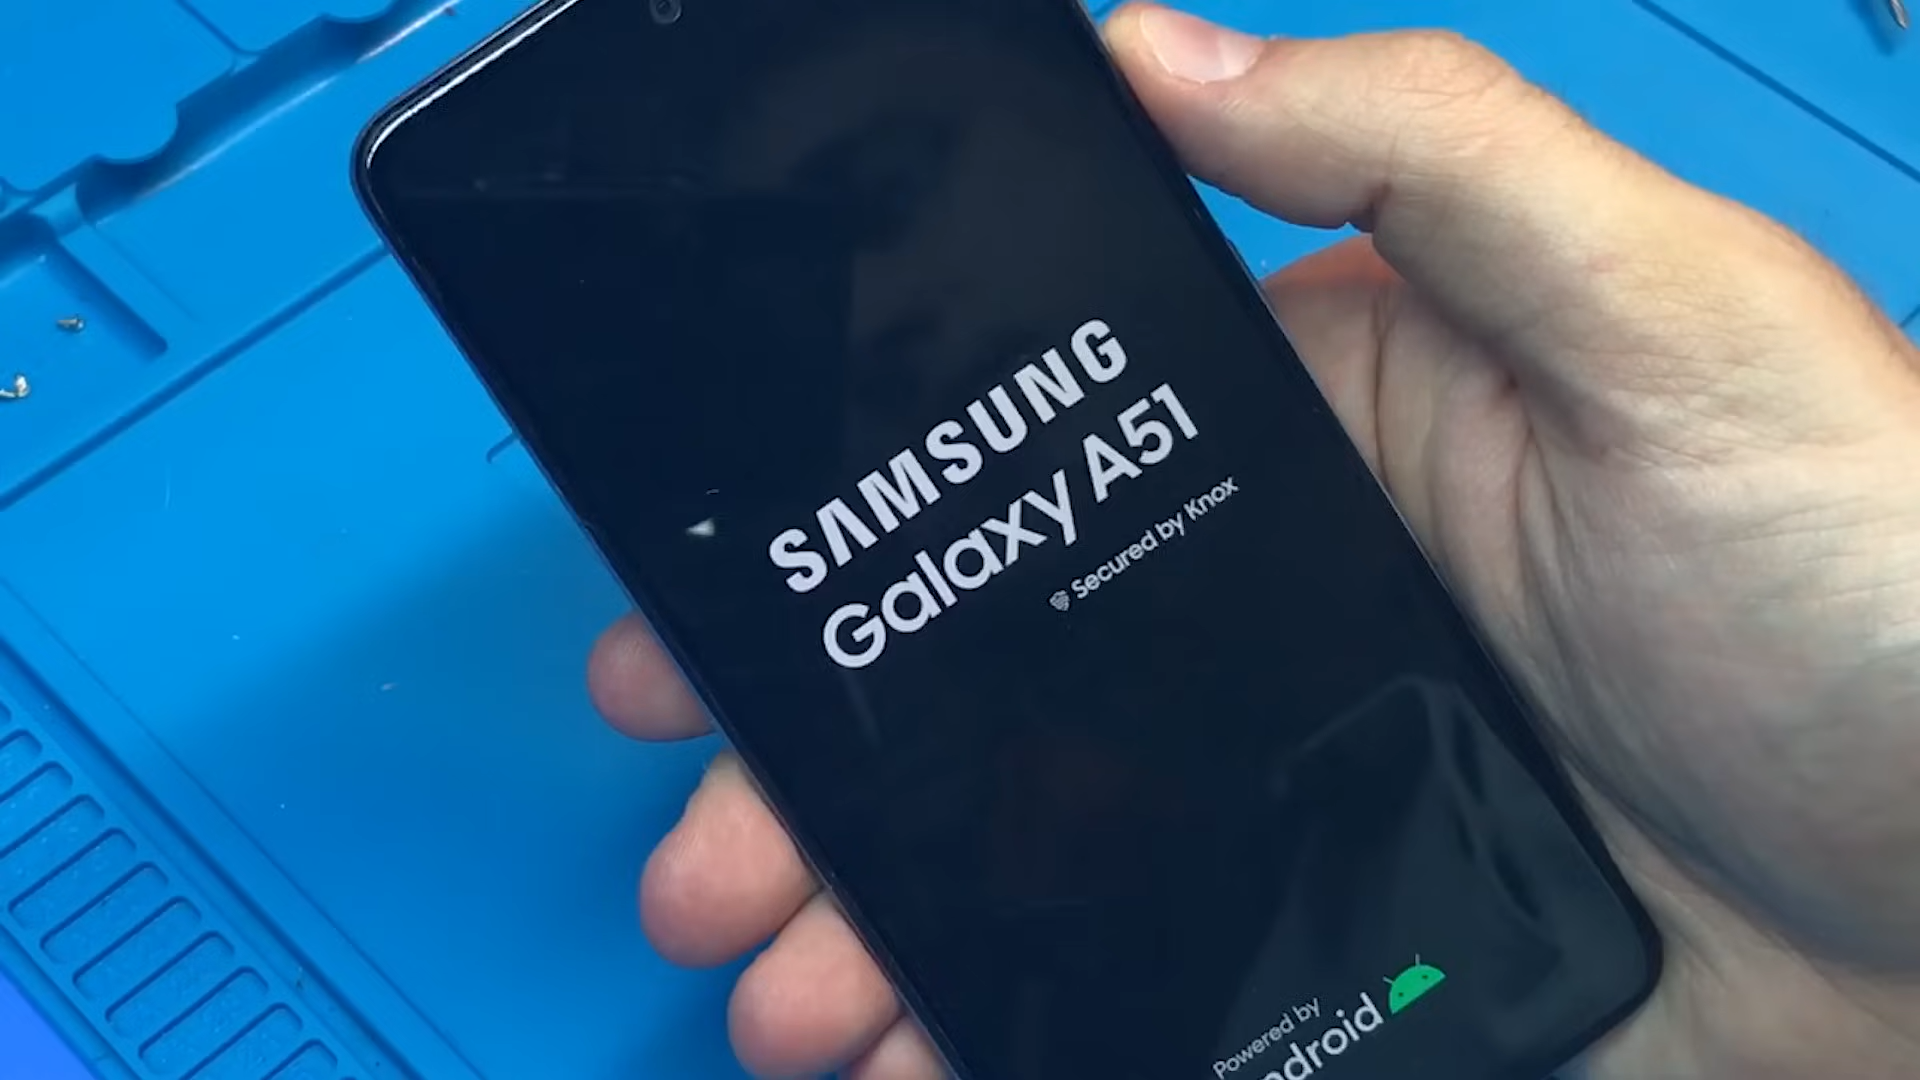 SAMSUNG
Galaxy A51
Secured by Knox
Powered by
android